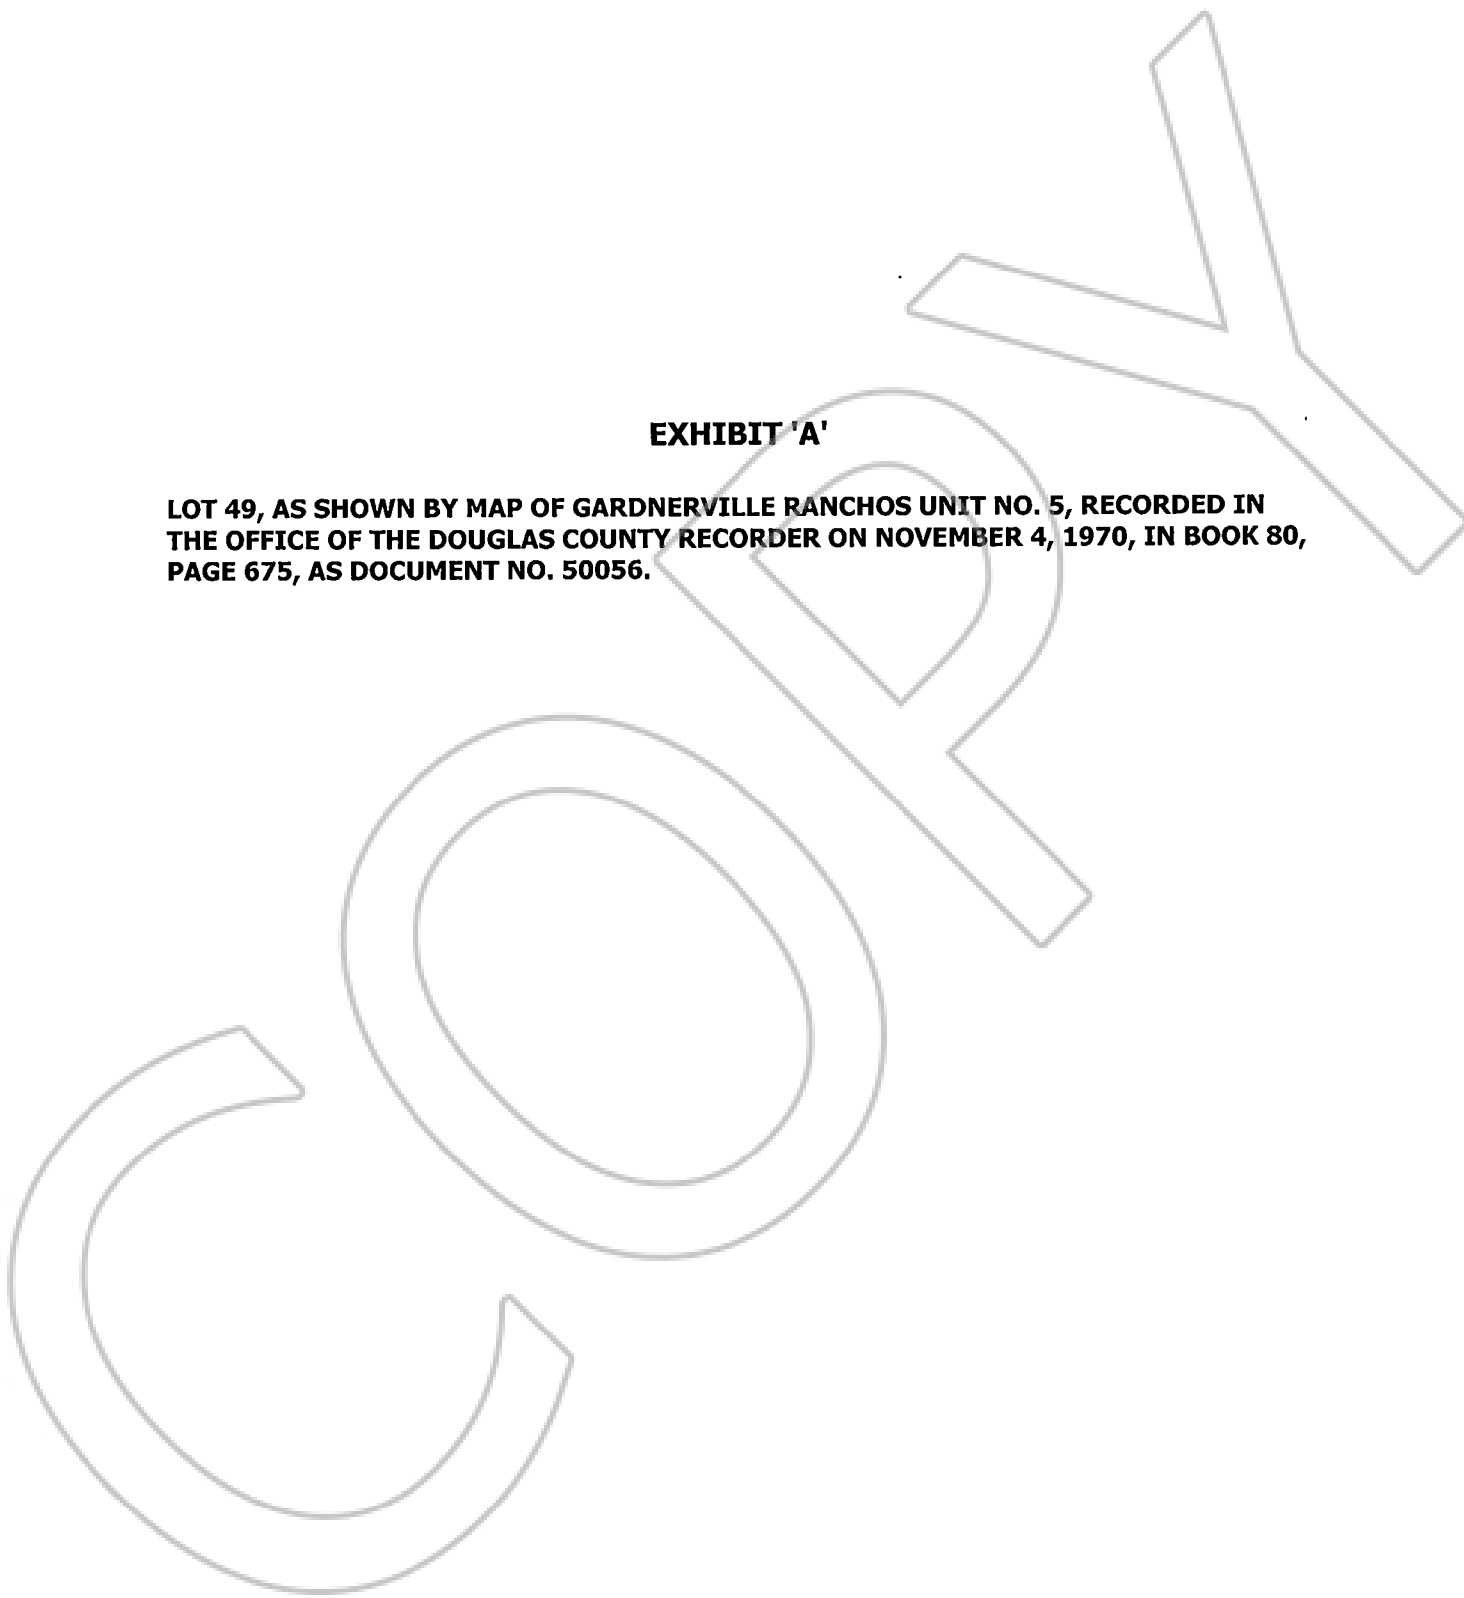 EXHIBIT 'A'
LOT 49, AS SHOWN BY MAP OF GARDNERVILLE RANCHOS UNIT NO. 5, RECORDED IN
THE OFFICE OF THE DOUGLAS COUNTY RECORDER ON NOVEMBER 4, 1970, IN BOOK 80,
PAGE 675, AS DOCUMENT NO. 50056.
COPY